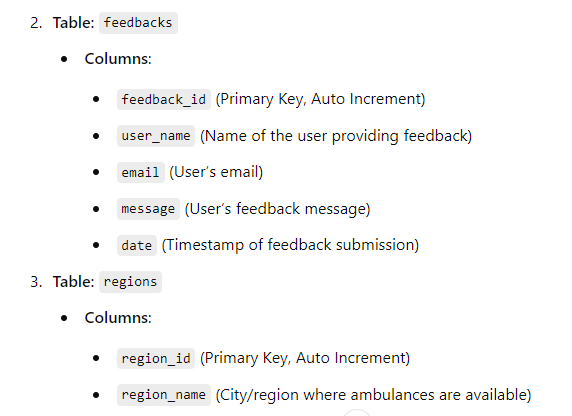 2. Table: feedbacks
• Columns:
• feedback_id (Primary Key, Auto Increment)
• user_name (Name of the user providing feedback)
• email (User's email)
• message (User's feedback message)
• date (Timestamp of feedback submission)
3. Table: regions
• Columns:
• region_id (Primary Key, Auto Increment)
• region_name (City/region where ambulances are available)